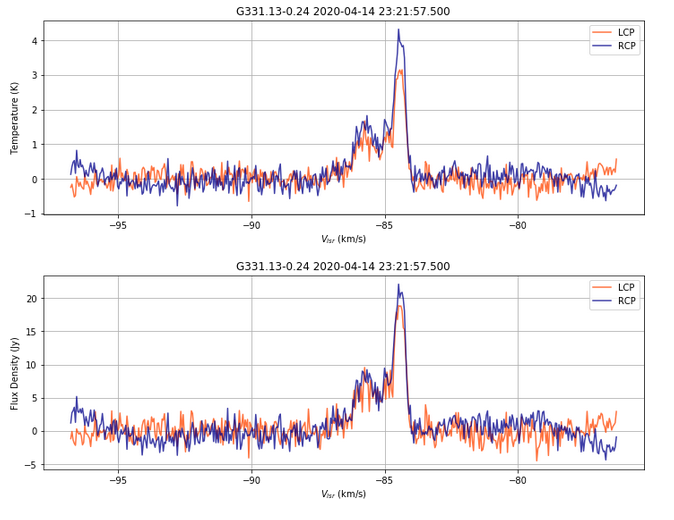 G331.13-0.24 2020-04-14 23:21:57.500
Temperature (K)
4
3
2
1
0
−1
LCP
RCP
−95
−90
−85
−80
Vlsr (km/s)
G331.13-0.24 2020-04-14 23:21:57.500
Flux Density (Jy)
20
15
10
5
0
−5
LCP
RCP
−95
−90
−85
−80
Vlsr (km/s)